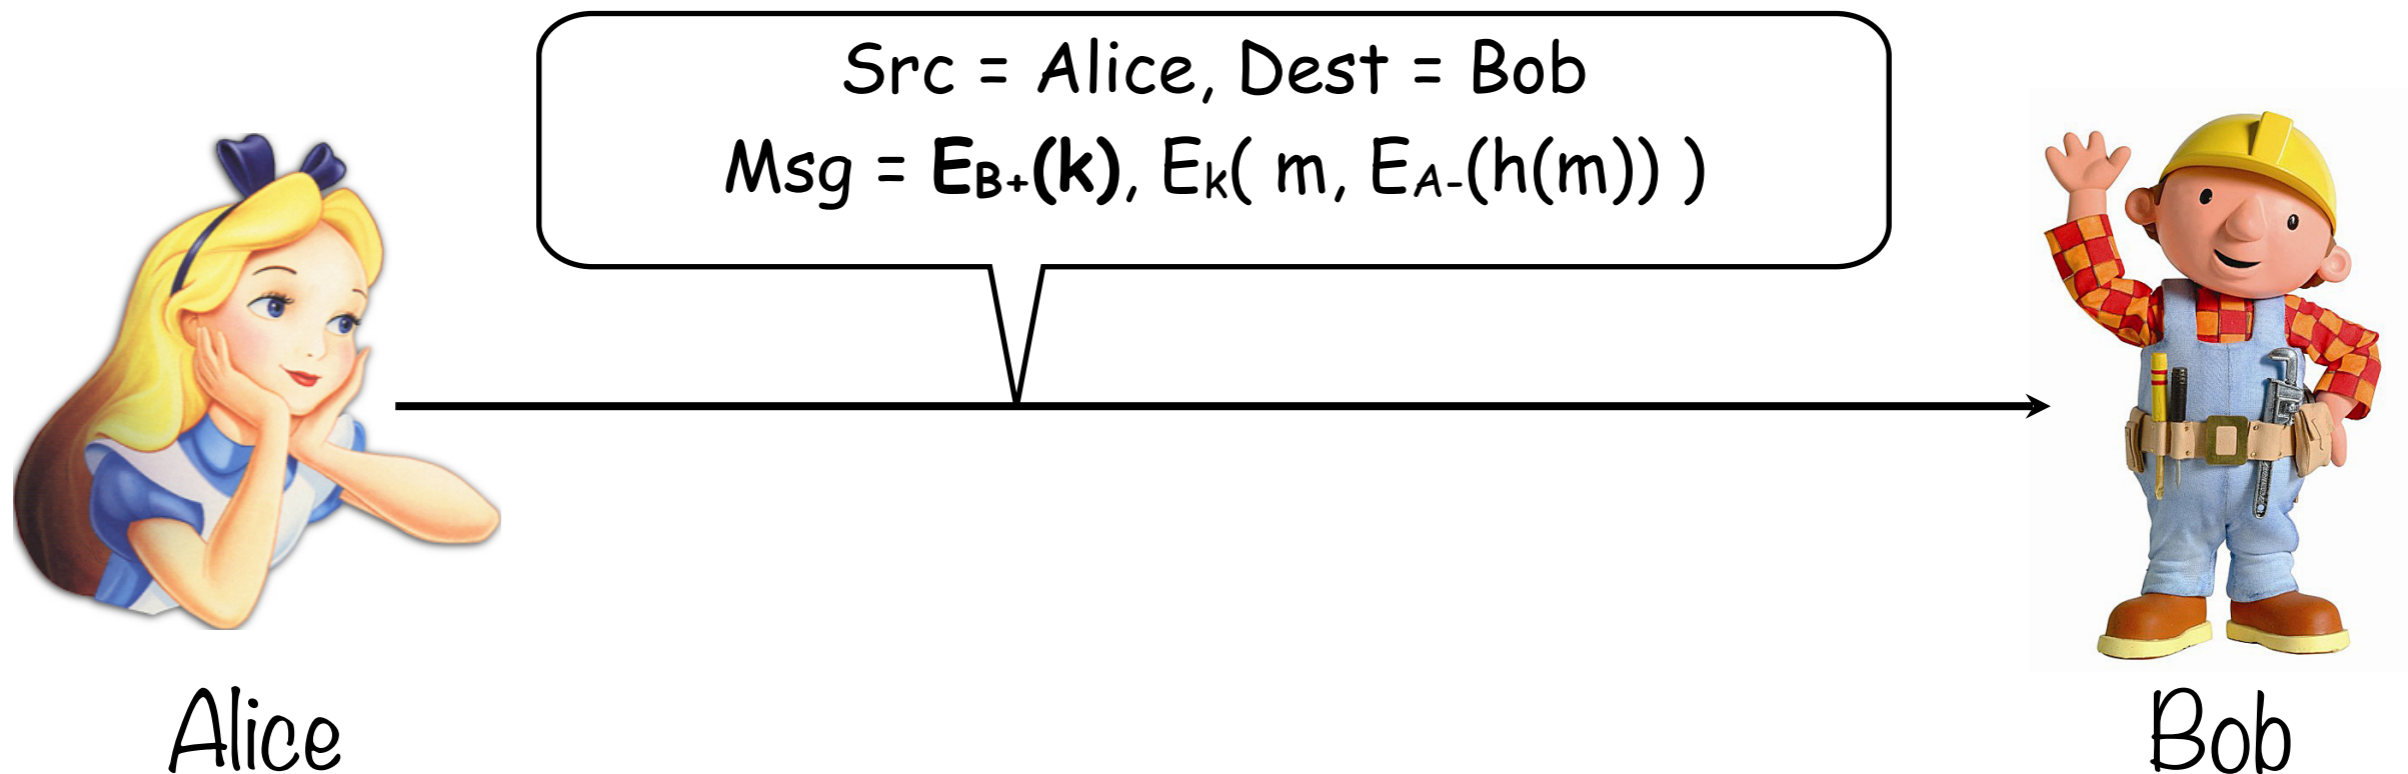 Src = Alice, Dest = Bob
Msg = EB+(k), Ek( m, EA-(h(m)) )
Alice
Bob